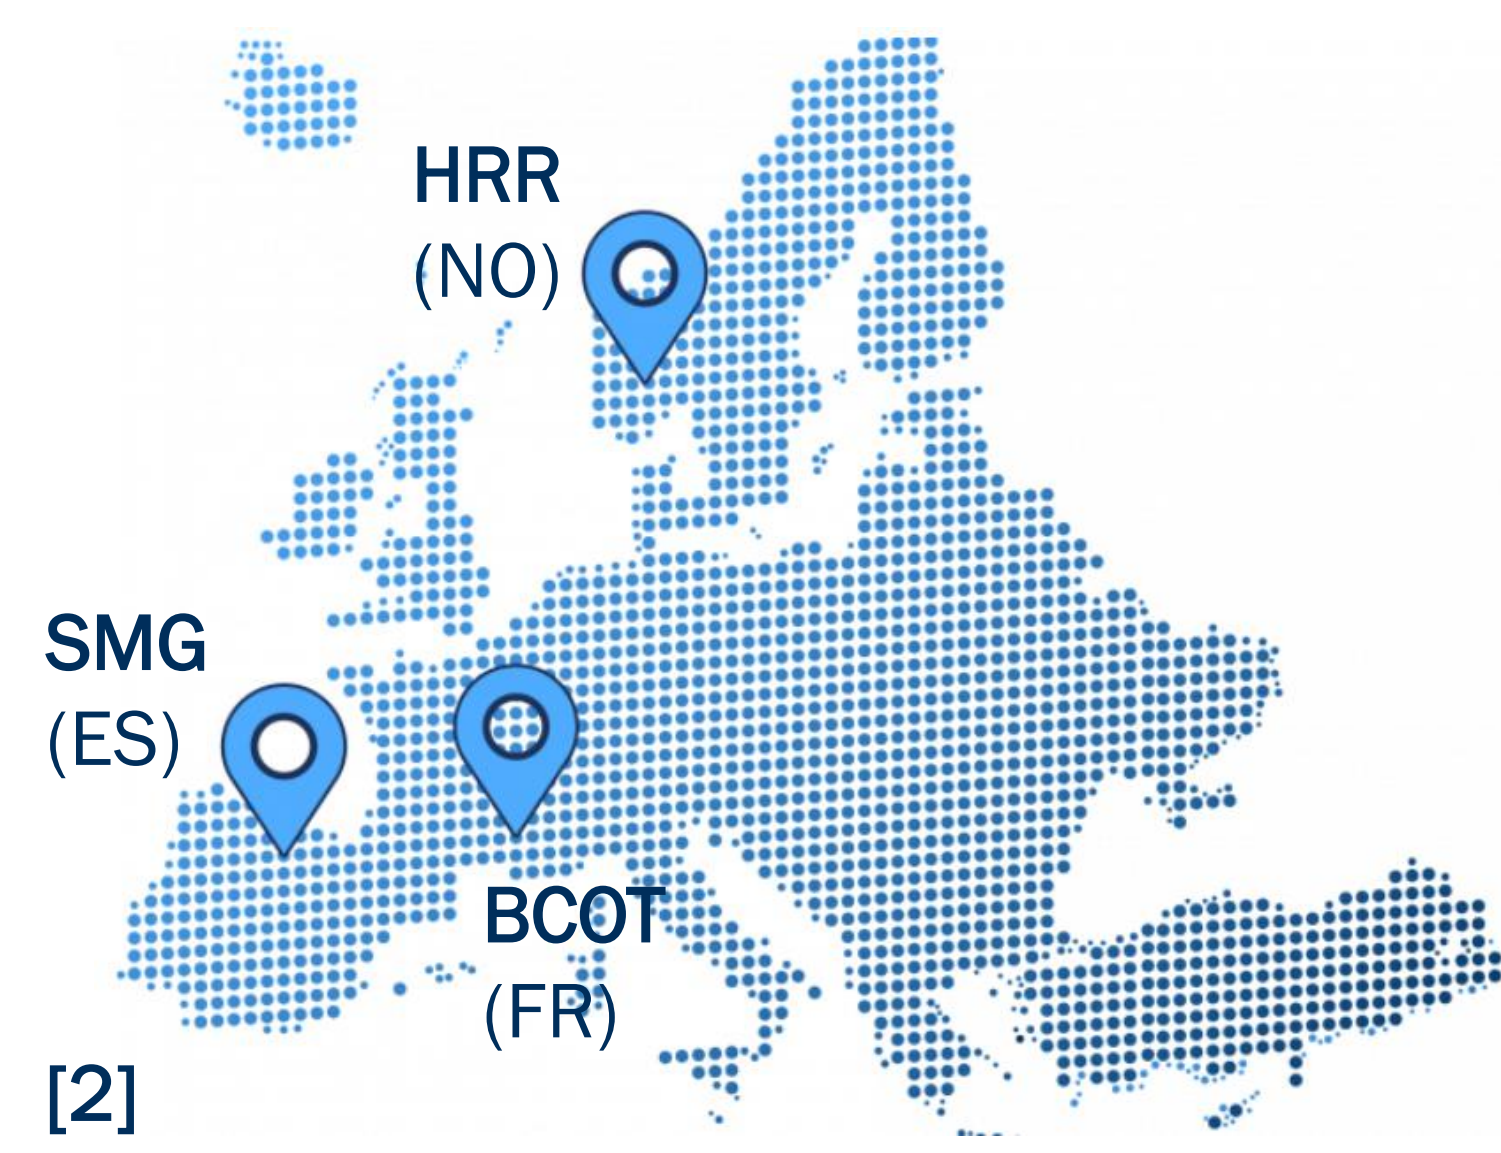 HRR
(NO)
SMG
(ES)
BCOT
(FR)
[2]